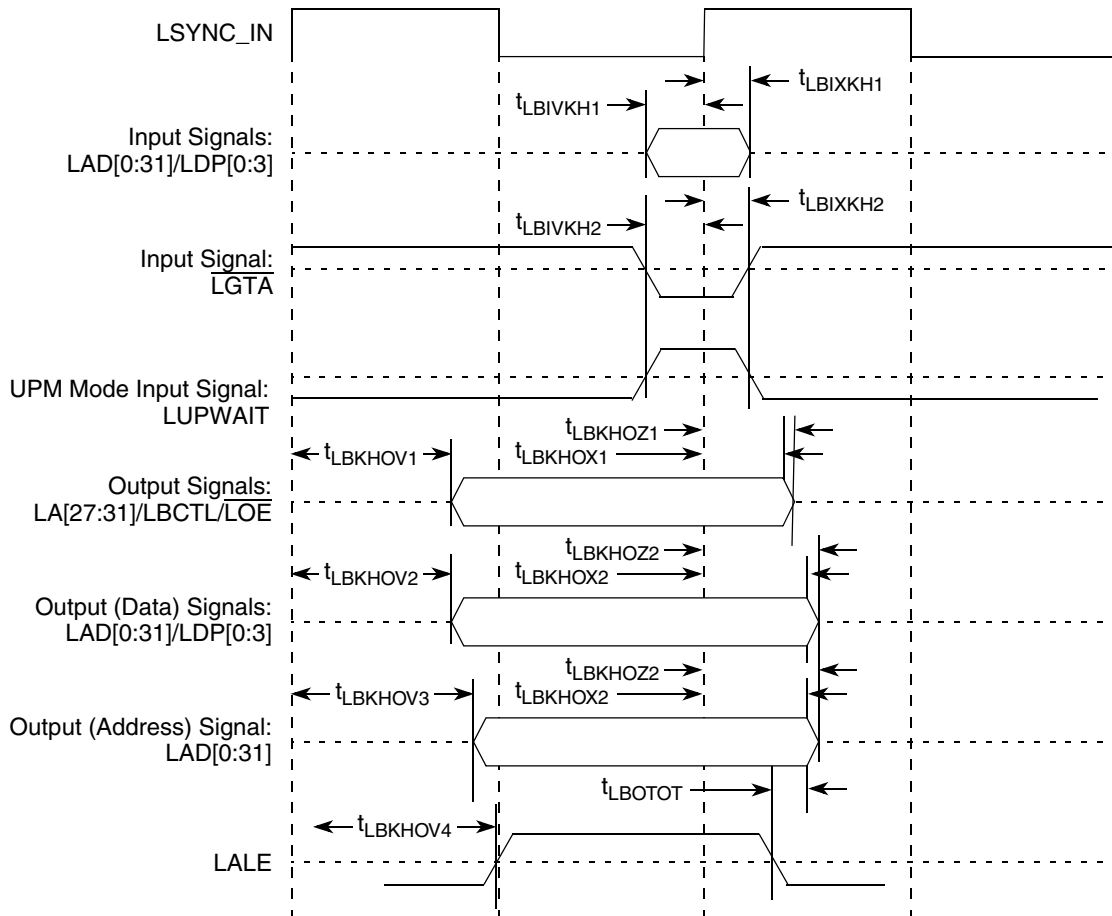 LSYNC_IN
tLBIXKH1
tLBIVKH1
Input Signals:
LAD[0:31]/LDP[0:3]
tLBIXKH2
tLBIVKH2
Input Signal:
LGTA
UPM Mode Input Signal:
LUPWAIT
tLBKHOZ1
tLBKHOV1
tLBKHOX1
Output Signals:
LA[27:31]/LBCTL/LOE
tLBKHOZ2
tLBKHOV2
tLBKHOX2
Output (Data) Signals:
LAD[0:31]/LDP[0:3]
tLBKHOZ2
tLBKHOV3
tLBKHOX2
Output (Address) Signal:
LAD[0:31]
tLBOTOT
tLBKHOV4
LALE